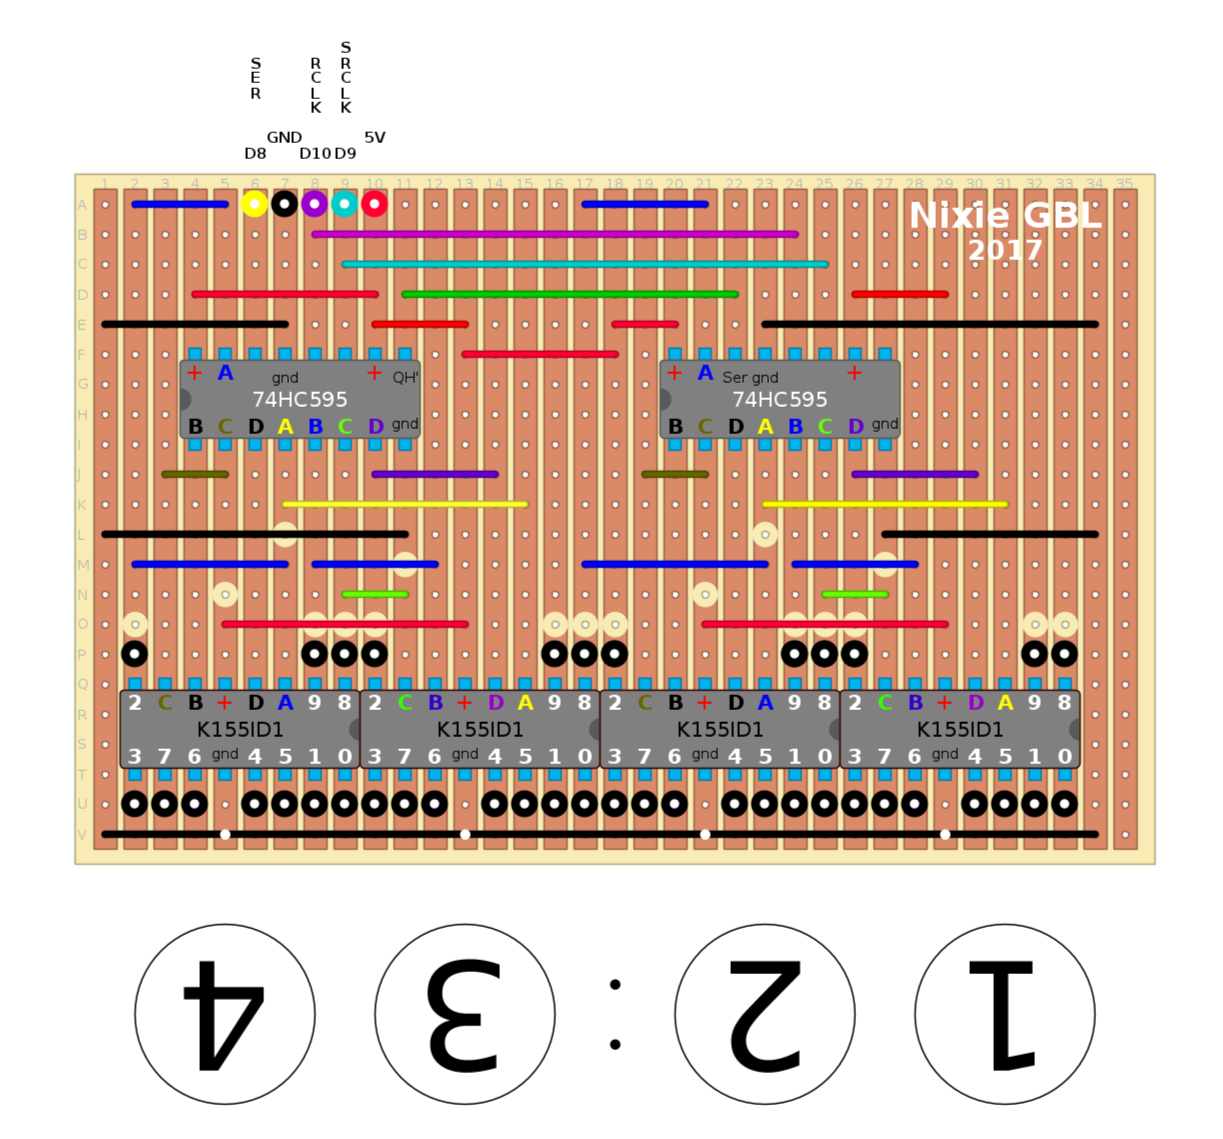 SER
RCLK
SRCLK
GND
5V
D8
D10
D9
1 2 3 4 5 6 7 8 9 10 11 12 13 14 15 16 17 18 19 20 21 22 23 24 25 26 27 28 29 30 31 32 33 34 35
A
Nixie GBL
B
2017
C
D
E
F
+ A gnd + QH'
+ A Ser gnd +
G
74HC595
74HC595
H
B C D A B C D gnd
B C D A B C D gnd
I
J
K
L
M
N
O
P
Q
2 C B + D A 9 8
2 C B + D A 9 8
2 C B + D A 9 8
2 C B + D A 9 8
R
K155ID1
K155ID1
K155ID1
K155ID1
S
3 7 6 gnd 4 5 1 0
3 7 6 gnd 4 5 1 0
3 7 6 gnd 4 5 1 0
3 7 6 gnd 4 5 1 0
T
U
V
4 3 : 2 1